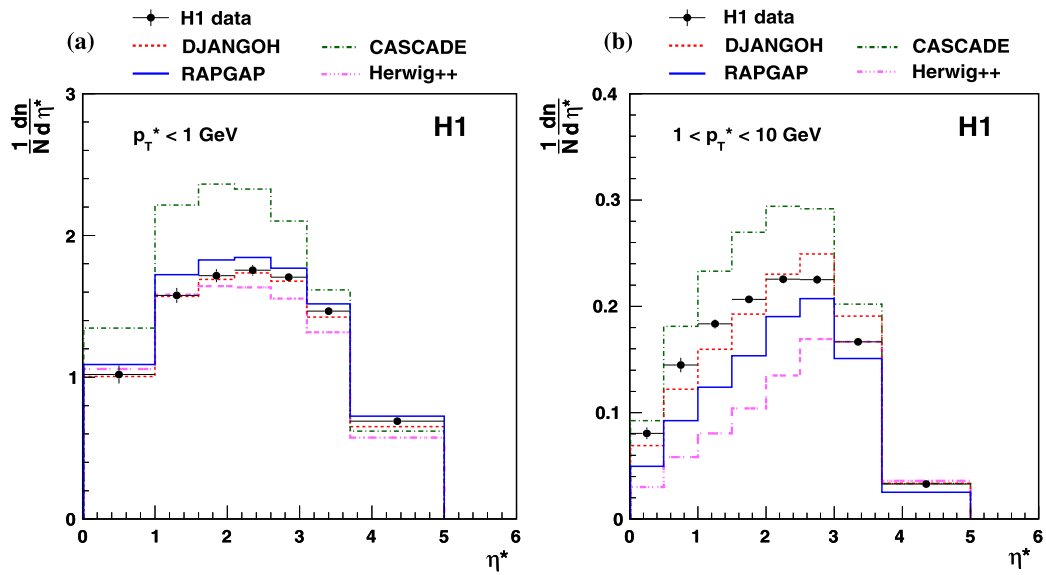 H1 data
(a)
DJANGOH
CASCADE
RAPGAP
Herwig++
1 dn
N d η*
3
p_T* < 1 GeV
H1
2
1
0
0 1 2 3 4 5 6
η*
H1 data
(b)
DJANGOH
CASCADE
RAPGAP
Herwig++
1 dn
N d η*
0.4
1 < p_T* < 10 GeV
H1
0.3
0.2
0.1
0
0 1 2 3 4 5 6
η*